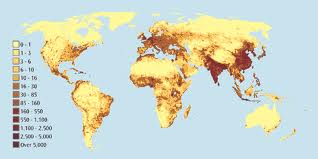 0 - 1
1 - 3
3 - 6
6 - 10
10 - 16
16 - 30
30 - 85
85 - 160
160 - 550
550 - 1,100
1,100 - 2,500
2,500 - 5,000
Over 5,000